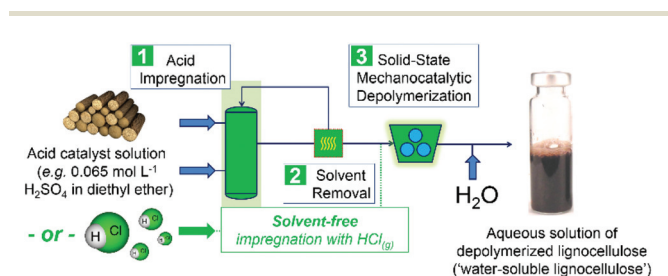 1
Acid
Impregnation
3
Solid-State
Mechanocatalytic
Depolymerization
Acid catalyst solution
(e.g. 0.065 mol L-1
H2SO4 in diethyl ether)
2
Solvent
Removal
H2O
- or -
H
Cl
H
Cl
Cl
Solvent-free
impregnation with HCl(g)
Aqueous solution of
depolymerized lignocellulose
('water-soluble lignocellulose')